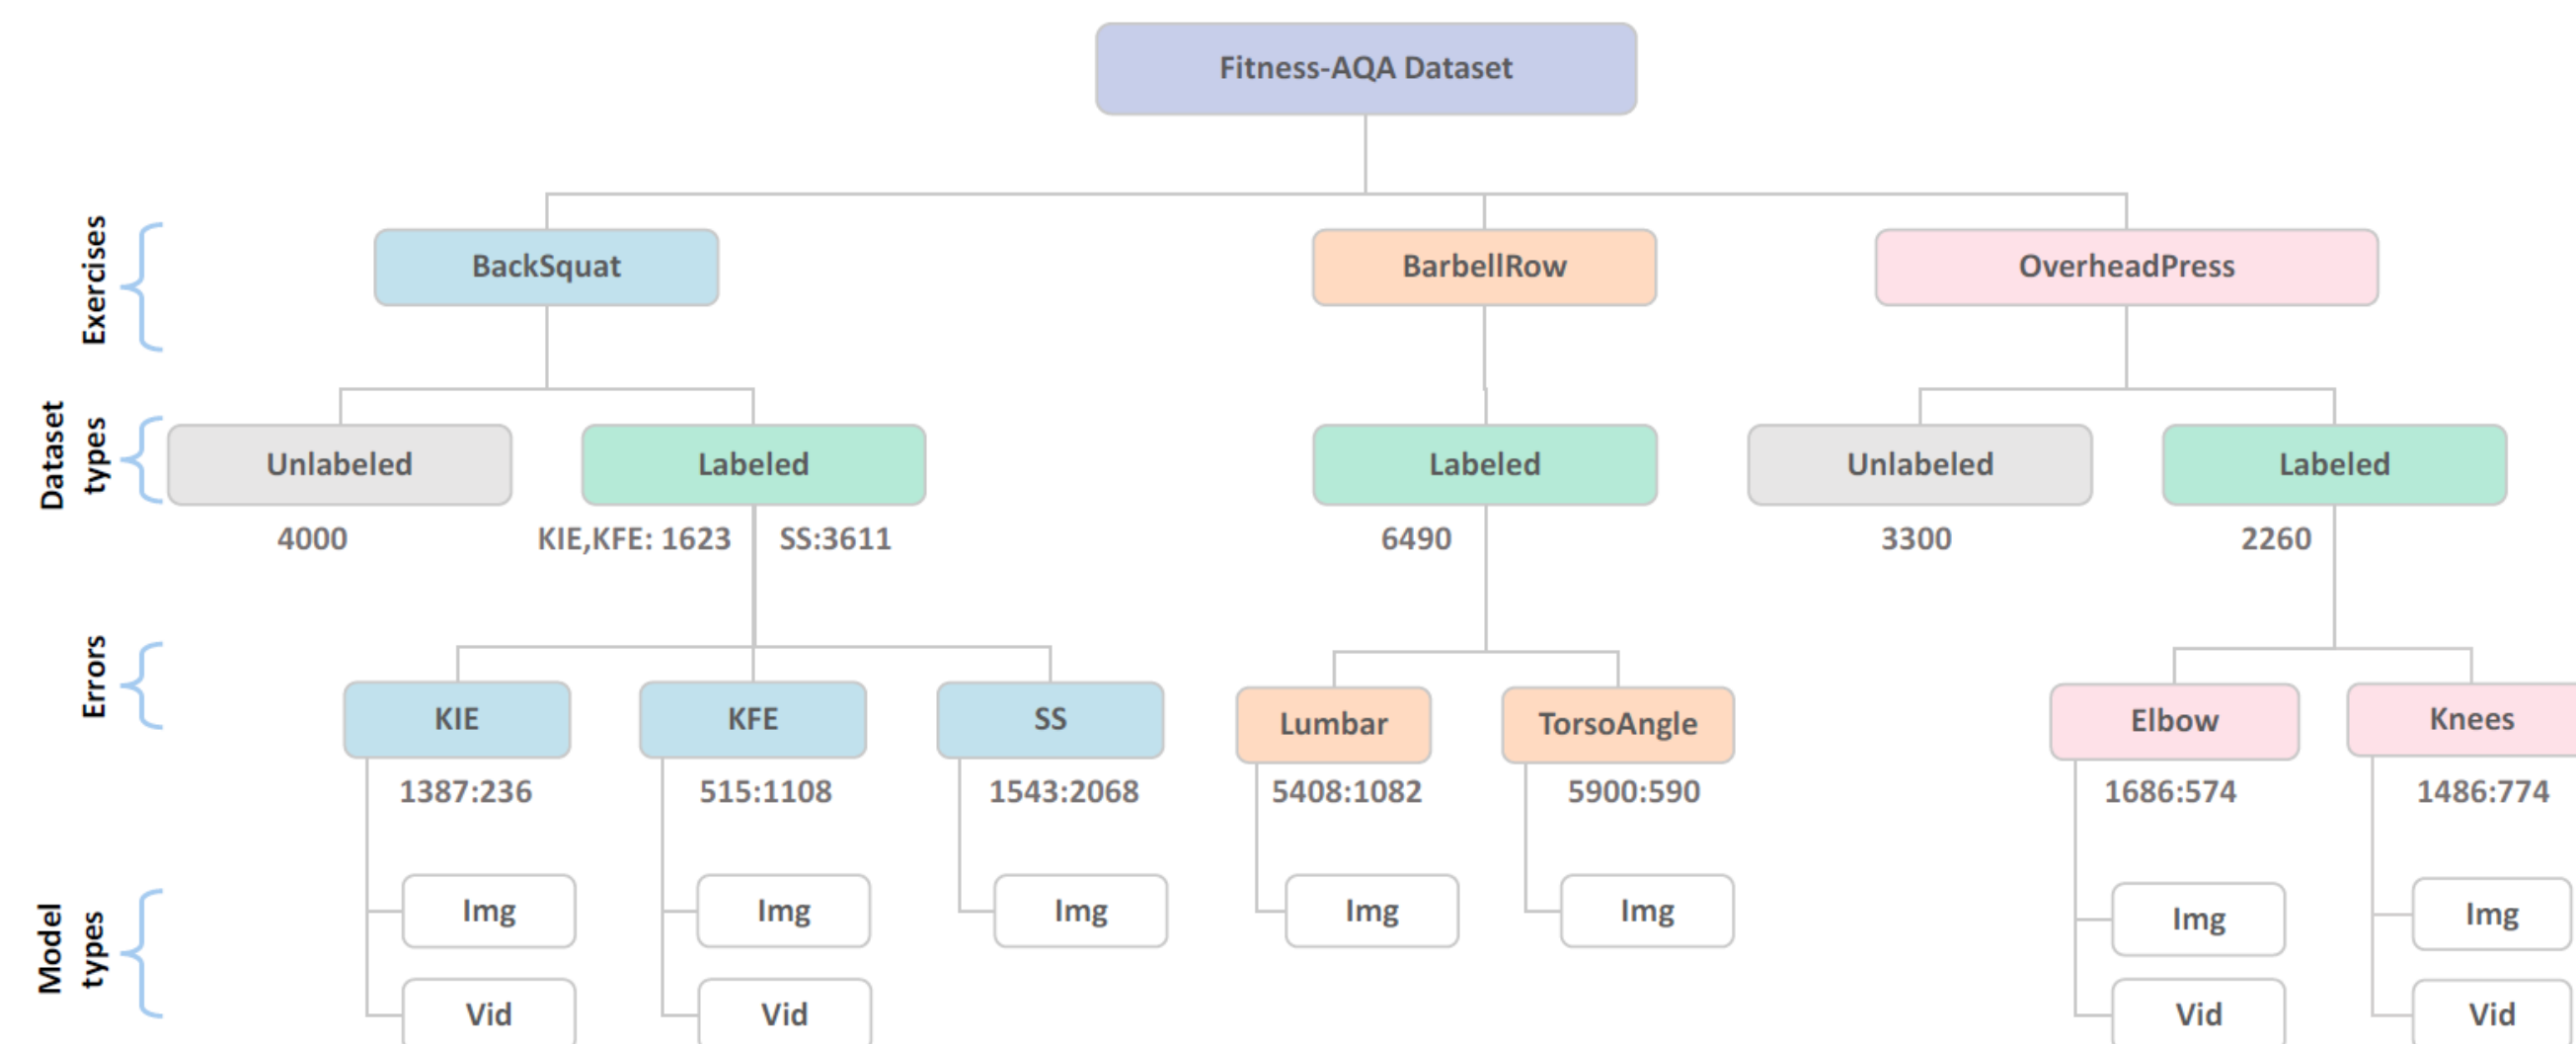 Fitness-AQA Dataset
Exercises
BackSquat
BarbellRow
OverheadPress
Dataset
types
Unlabeled
Labeled
Labeled
Unlabeled
Labeled
4000
KIE,KFE: 1623
SS:3611
6490
3300
2260
Errors
KIE
KFE
SS
Lumbar
TorsoAngle
Elbow
Knees
1387:236
515:1108
1543:2068
5408:1082
5900:590
1686:574
1486:774
Model
types
Img
Img
Img
Img
Img
Img
Img
Vid
Vid
Vid
Vid